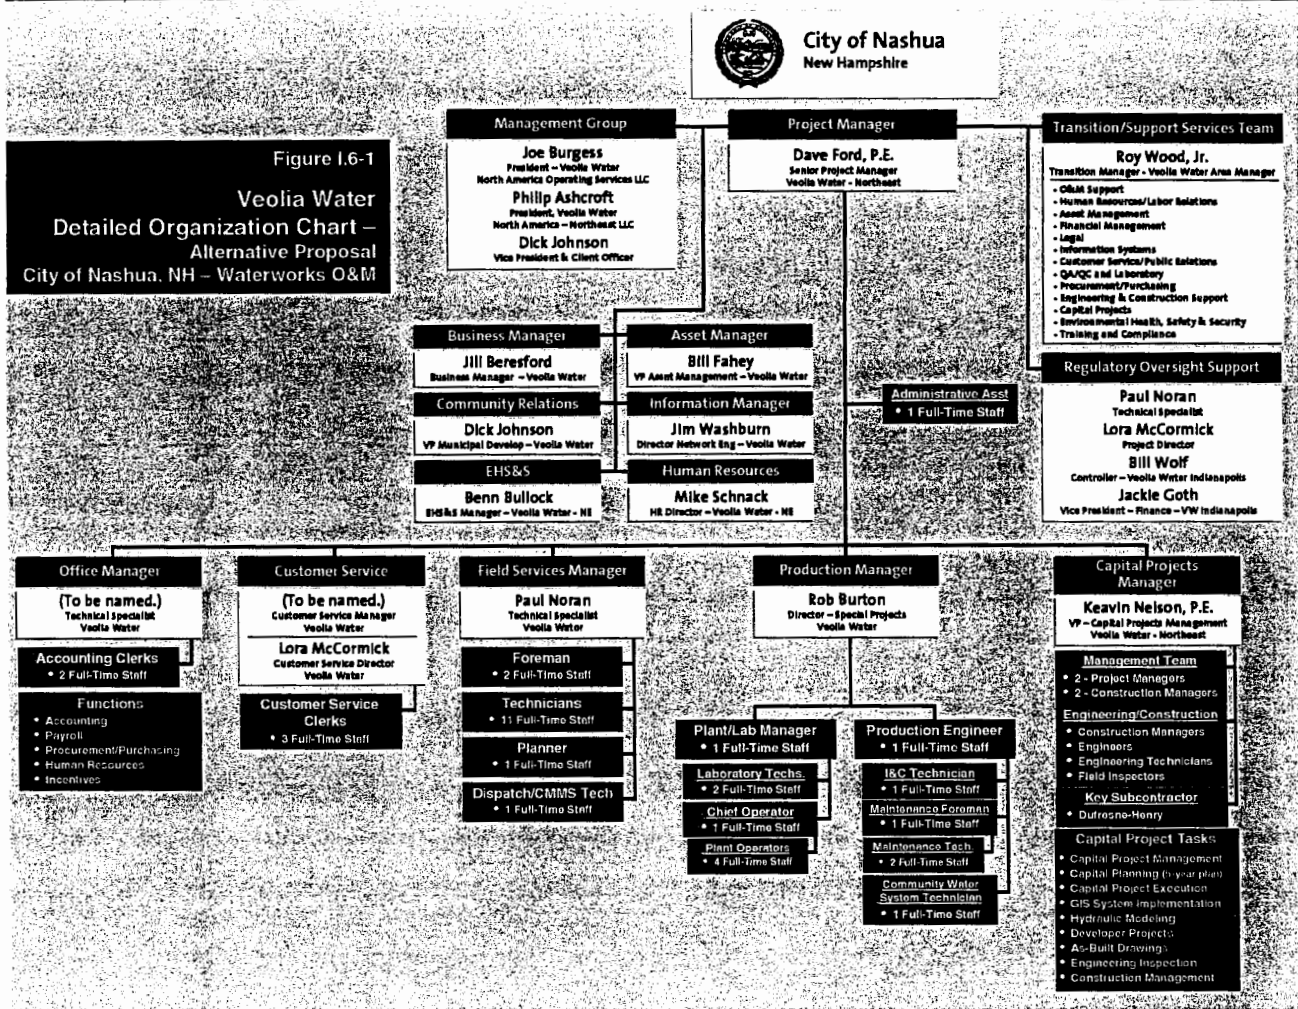 City of Nashua
New Hampshire
Figure I.6-1
Veolia Water
Detailed Organization Chart –
Alternative Proposal
City of Nashua, NH – Waterworks O&M
Management Group
Joe Burgess
President – Veolia Water
North America Operating Services LLC
Philip Ashcroft
President, Veolia Water
North America – Northeast LLC
Dick Johnson
Vice President & Client Officer
Project Manager
Dave Ford, P.E.
Senior Project Manager
Veolia Water - Northeast
Transition/Support Services Team
Roy Wood, Jr.
Transition Manager - Veolia Water Area Manager
- O&M Support
- Human Resources/Labor Relations
- Asset Management
- Financial Management
- Legal
- Information Systems
- Customer Service/Public Relations
- QA/QC and Laboratory
- Procurement/Purchasing
- Engineering & Construction Support
- Capital Projects
- Environmental Health, Safety & Security
- Training and Compliance
Business Manager
Jill Beresford
Business Manager – Veolia Water
Asset Manager
Bill Fahey
VP Asset Management – Veolia Water
Community Relations
Dick Johnson
VP Municipal Develop – Veolia Water
Information Manager
Jim Washburn
Director Network Eng – Veolia Water
EHS&S
Benn Bullock
EHS&S Manager – Veolia Water - NE
Human Resources
Mike Schnack
HR Director – Veolia Water - NE
Administrative Asst
• 1 Full-Time Staff
Regulatory Oversight Support
Paul Noran
Technical Specialist
Lora McCormick
Project Director
Bill Wolf
Controller – Veolia Water Indianapolis
Jackie Goth
Vice President – Finance – VW Indianapolis
Office Manager
(To be named.)
Technical Specialist
Veolia Water
Accounting Clerks
• 2 Full-Time Staff
Functions
• Accounting
• Payroll
• Procurement/Purchasing
• Human Resources
• Incentives
Customer Service
(To be named.)
Customer Service Manager
Veolia Water
Lora McCormick
Customer Service Director
Veolia Water
Customer Service
Clerks
• 3 Full-Time Staff
Field Services Manager
Paul Noran
Technical Specialist
Veolia Water
Foreman
• 2 Full-Time Staff
Technicians
• 11 Full-Time Staff
Planner
• 1 Full-Time Staff
Dispatch/CMMS Tech
• 1 Full-Time Staff
Production Manager
Rob Burton
Director – Special Projects
Veolia Water
Plant/Lab Manager
• 1 Full-Time Staff
Laboratory Techs.
• 2 Full-Time Staff
Chief Operator
• 1 Full-Time Staff
Plant Operators
• 4 Full-Time Staff
Production Engineer
• 1 Full-Time Staff
I&C Technician
• 1 Full-Time Staff
Maintenance Foreman
• 1 Full-Time Staff
Maintenance Tech.
• 2 Full-Time Staff
Community Water
System Technician
• 1 Full-Time Staff
Capital Projects
Manager
Keavin Nelson, P.E.
VP – Capital Projects Management
Veolia Water - Northeast
Management Team
• 2 - Project Managers
• 2 - Construction Managers
Engineering/Construction
• Construction Managers
• Engineers
• Engineering Technicians
• Field Inspectors
Key Subcontractor
• Dufresne-Henry
Capital Project Tasks
• Capital Project Management
• Capital Planning (5-year plan)
• Capital Project Execution
• GIS System Implementation
• Hydraulic Modeling
• Developer Projects
• As-Built Drawings
• Engineering Inspection
• Construction Management